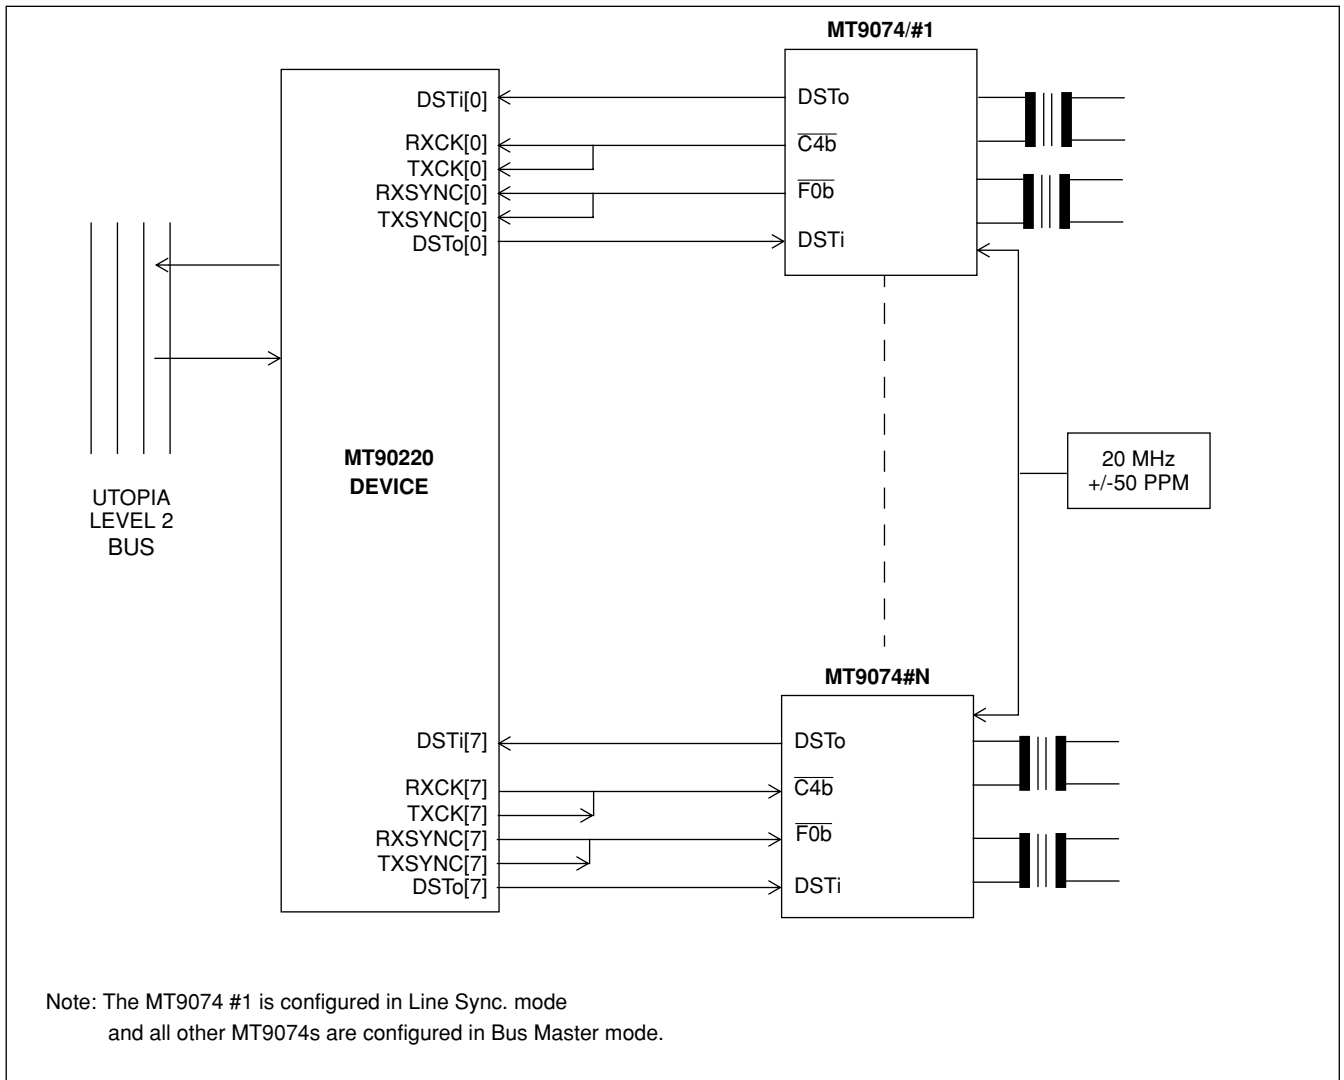 MT9074/#1
DSTi[0]
RXCK[0]
TXCK[0]
RXSYNC[0]
TXSYNC[0]
DSTo[0]
DSTo
C4b
F0b
DSTi
MT90220
DEVICE
20 MHz
+/-50 PPM
UTOPIA
LEVEL 2
BUS
MT9074#N
DSTi[7]
RXCK[7]
TXCK[7]
RXSYNC[7]
TXSYNC[7]
DSTo[7]
DSTo
C4b
F0b
DSTi
Note: The MT9074 #1 is configured in Line Sync. mode
and all other MT9074s are configured in Bus Master mode.